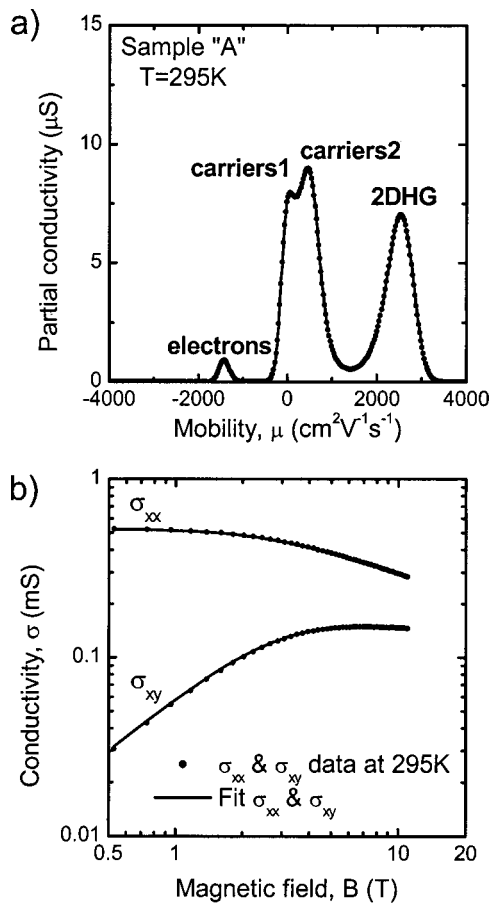 a)
Sample "A"
T=295K
carriers1
carriers2
2DHG
electrons
15
10
5
0
-4000
-2000
0
2000
4000
Partial conductivity (μS)
Mobility, μ (cm²V⁻¹s⁻¹)
b)
σxx
σxy
σxx & σxy data at 295K
Fit σxx & σxy
1
0.1
0.01
0.5
1
10
20
Conductivity, σ (mS)
Magnetic field, B (T)